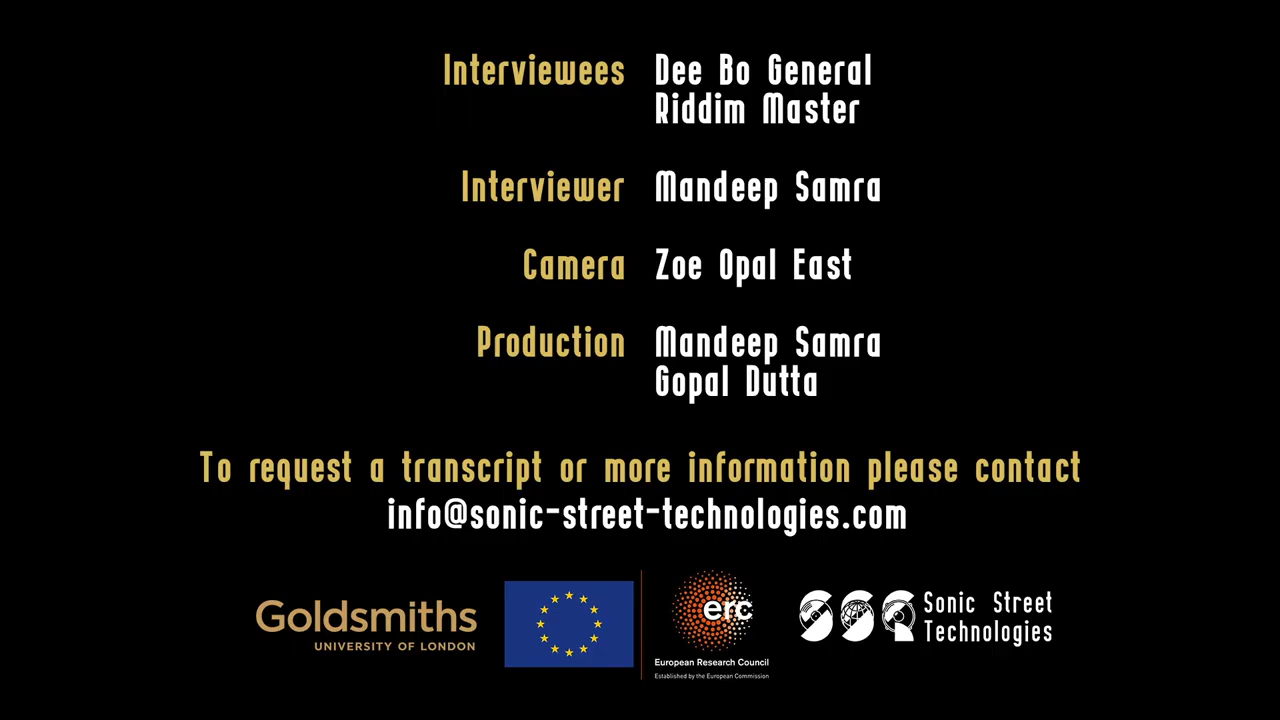 Interviewees Dee Bo General
Riddim Master
Interviewer Mandeep Samra
Camera Zoe Opal East
Production Mandeep Samra
Gopal Dutta
To request a transcript or more information please contact
info@sonic-street-technologies.com
Goldsmiths
UNIVERSITY OF LONDON
erc
European Research Council
Established by the European Commission
SST Sonic Street
Technologies